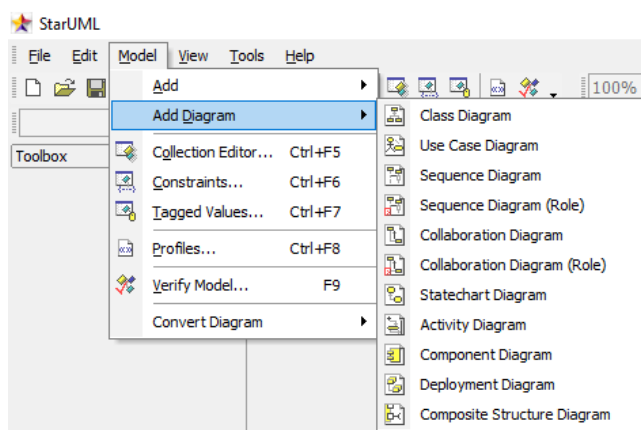 StarUML
File Edit Model View Tools Help
100%
Toolbox
Add
Add Diagram
Collection Editor... Ctrl+F5
Constraints... Ctrl+F6
Tagged Values... Ctrl+F7
Profiles... Ctrl+F8
Verify Model... F9
Convert Diagram
Class Diagram
Use Case Diagram
Sequence Diagram
Sequence Diagram (Role)
Collaboration Diagram
Collaboration Diagram (Role)
Statechart Diagram
Activity Diagram
Component Diagram
Deployment Diagram
Composite Structure Diagram